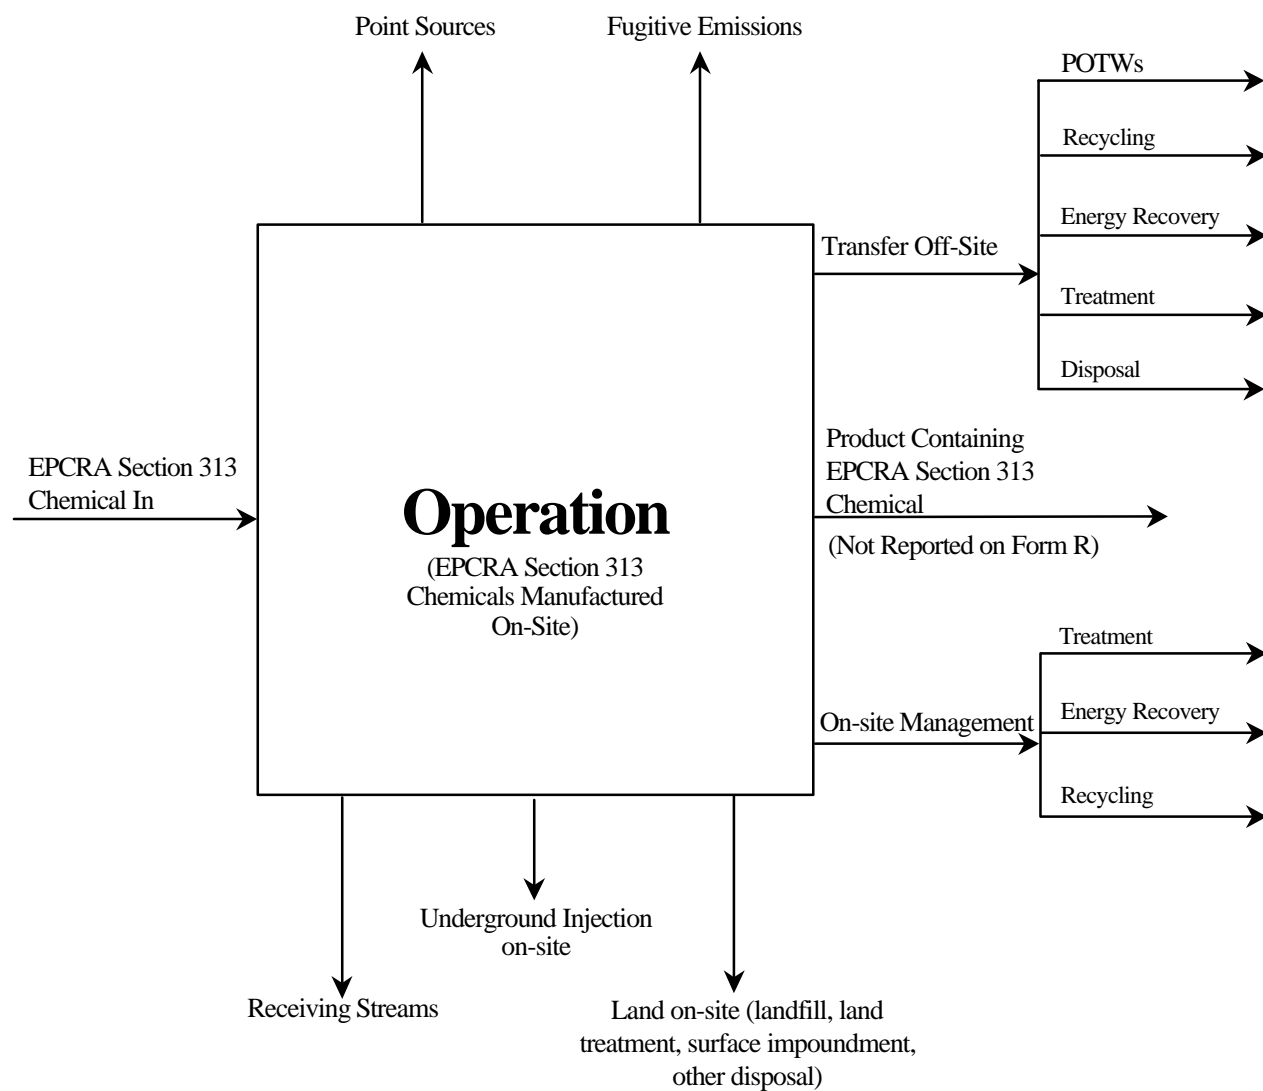 Point Sources
Fugitive Emissions
POTWs
Recycling
Energy Recovery
Transfer Off-Site
Treatment
Disposal
Product Containing
EPCRA Section 313
Chemical
(Not Reported on Form R)
EPCRA Section 313
Chemical In
Operation
(EPCRA Section 313
Chemicals Manufactured
On-Site)
Treatment
On-site Management
Energy Recovery
Recycling
Underground Injection
on-site
Receiving Streams
Land on-site (landfill, land
treatment, surface impoundment,
other disposal)